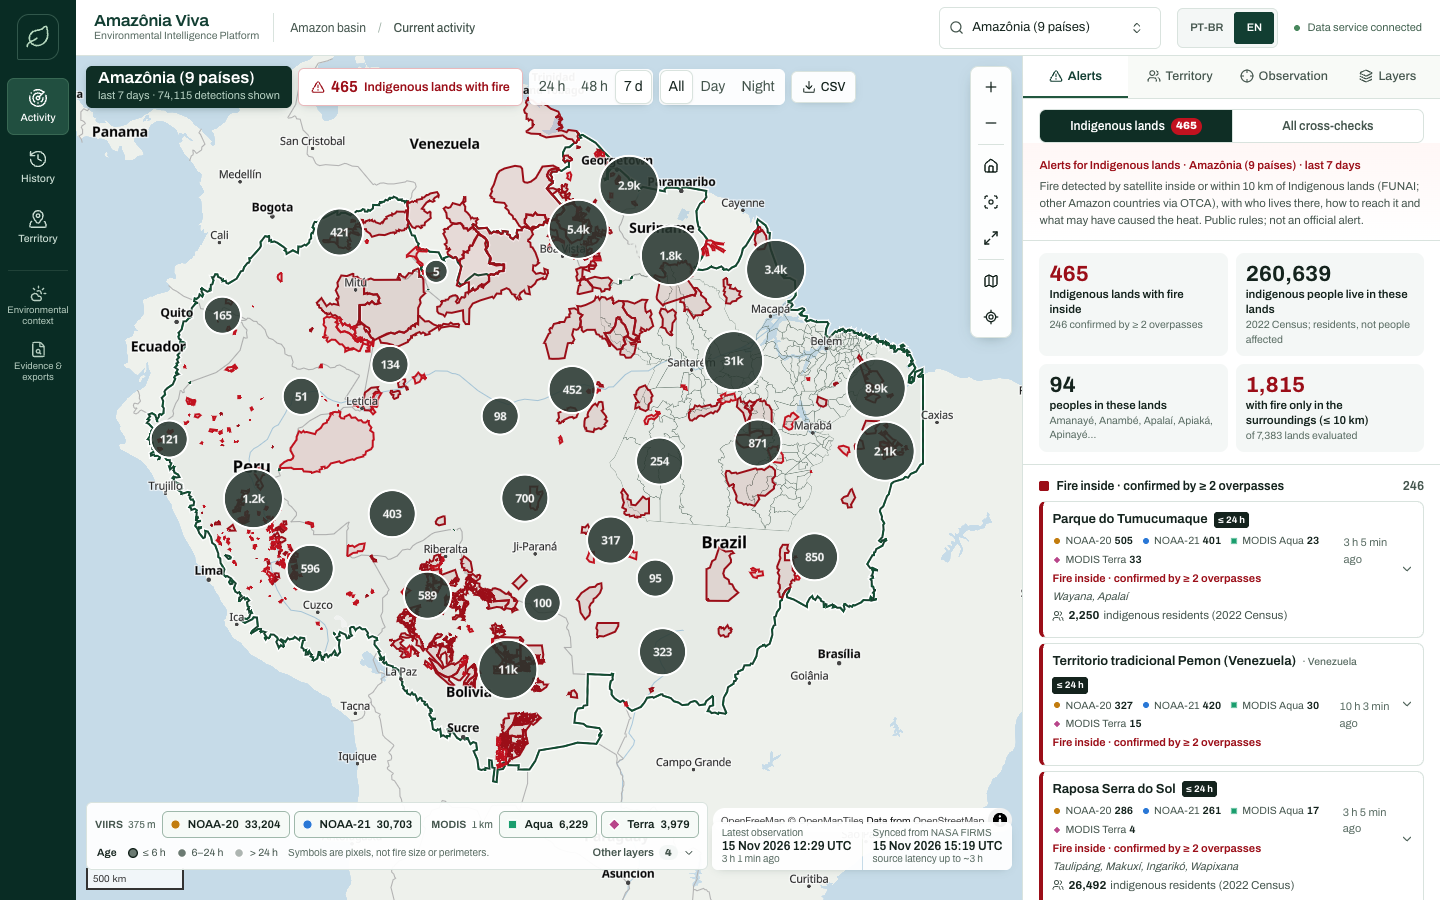 Amazônia Viva
Environmental Intelligence Platform
Amazon basin / Current activity
Amazônia (9 países)
PT-BR EN
Data service connected
Activity
History
Territory
Environmental
context
Evidence &
exports
Amazônia (9 países)
last 7 days · 74,115 detections shown
465 Indigenous lands with fire
24 h 48 h 7 d
All Day Night
CSV
Panama
San Cristobal
Venezuela
Georgetown
Medellín
2.9k
Paramaribo
Bogota
Cayenne
Cali
421
5.4k
Suriname
1.8k
3.4k
5
Mitú
Quito
165
Macapá
Ecuador
Belém
134
Santarém
31k
51
452
8.9k
Leticia
98
Caxias
Marabá
121
871
2.1k
254
Peru
Trujillo
1.2k
700
403
317
Brazil
Riberalta
Ji-Paraná
850
Lima
596
95
589
100
Cuzco
Ica
323
Brasília
La Paz
11k
Goiânia
Bolivia
Tacna
Sucre
Iquique
Campo Grande
Asunción
Curitiba
VIIRS 375 m NOAA-20 33,204 NOAA-21 30,703 MODIS 1 km Aqua 6,229 Terra 3,979
Age ≤ 6 h 6–24 h > 24 h Symbols are pixels, not fire size or perimeters. Other layers 4
500 km
OpenFreeMap © OpenMapTiles Data from OpenStreetMap
Latest observation
15 Nov 2026 12:29 UTC
3 h 1 min ago
Synced from NASA FIRMS
15 Nov 2026 15:19 UTC
source latency up to ~3 h
Alerts Territory Observation Layers
Indigenous lands 465 All cross-checks
Alerts for Indigenous lands · Amazônia (9 países) · last 7 days
Fire detected by satellite inside or within 10 km of Indigenous lands (FUNAI;
other Amazon countries via OTCA), with who lives there, how to reach it and
what may have caused the heat. Public rules; not an official alert.
465
Indigenous lands with fire
inside
246 confirmed by ≥ 2 overpasses
260,639
indigenous people live in these
lands
2022 Census; residents, not people
affected
94
peoples in these lands
Amanayé, Anambé, Apalaí, Apiaká,
Apinayé...
1,815
with fire only in the
surroundings (≤ 10 km)
of 7,383 lands evaluated
Fire inside · confirmed by ≥ 2 overpasses 246
Parque do Tumucumaque ≤ 24 h
NOAA-20 505 NOAA-21 401 MODIS Aqua 23
MODIS Terra 33
3 h 5 min
ago
Fire inside · confirmed by ≥ 2 overpasses
Wayana, Apalaí
2,250 indigenous residents (2022 Census)
Territorio tradicional Pemon (Venezuela) · Venezuela
≤ 24 h
NOAA-20 327 NOAA-21 420 MODIS Aqua 30
MODIS Terra 15
10 h 3 min
ago
Fire inside · confirmed by ≥ 2 overpasses
Raposa Serra do Sol ≤ 24 h
NOAA-20 286 NOAA-21 261 MODIS Aqua 17
MODIS Terra 4
3 h 5 min
ago
Fire inside · confirmed by ≥ 2 overpasses
Taulipáng, Makuxí, Ingarikó, Wapixana
26,492 indigenous residents (2022 Census)